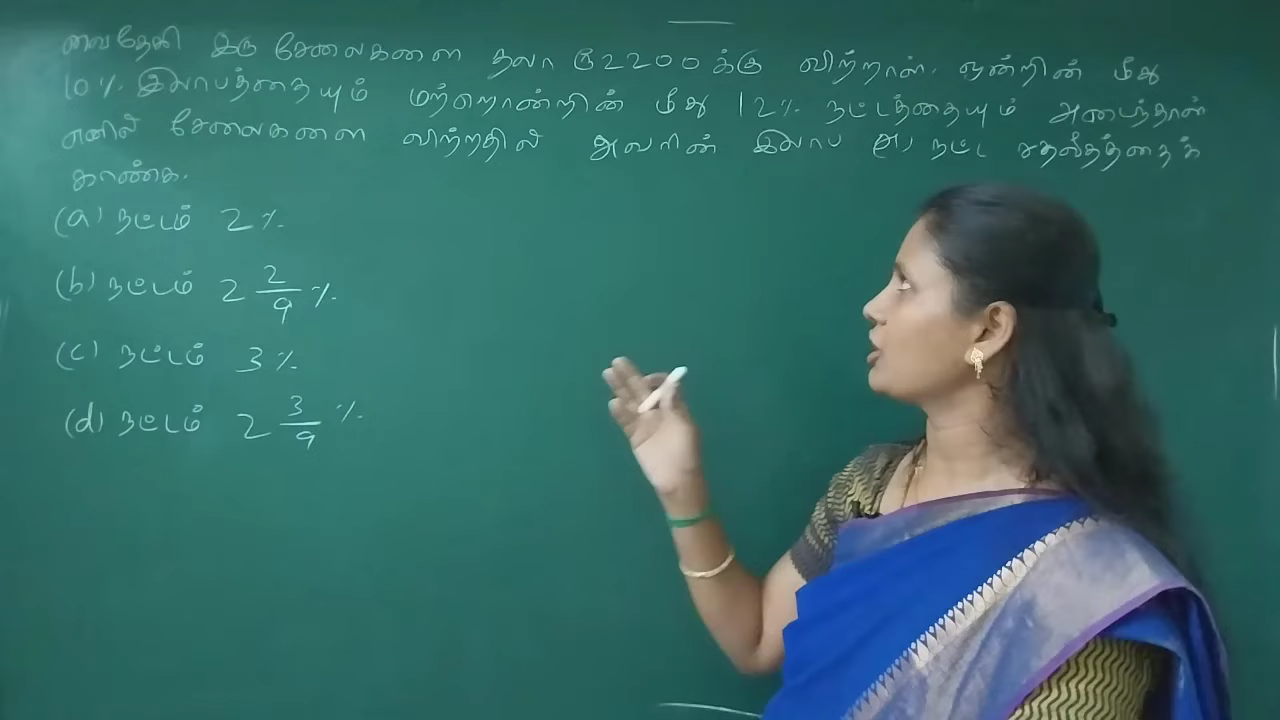 வைதேகி இரு சேலைகளை தலா ரூ2200க்கு விற்றாள். ஒன்றின் மீது
10% இலாபத்தையும் மற்றொன்றின் மீது 12% நட்டத்தையும் அடைந்தாள்
எனில் சேலைகளை விற்றதில் அவரின் இலாப (அ) நட்ட சதவீதத்தைக்
காண்க.
(a) நட்டம் 2%
(b) நட்டம் 2 2/9 %
(c) நட்டம் 3%
(d) நட்டம் 2 3/9 %